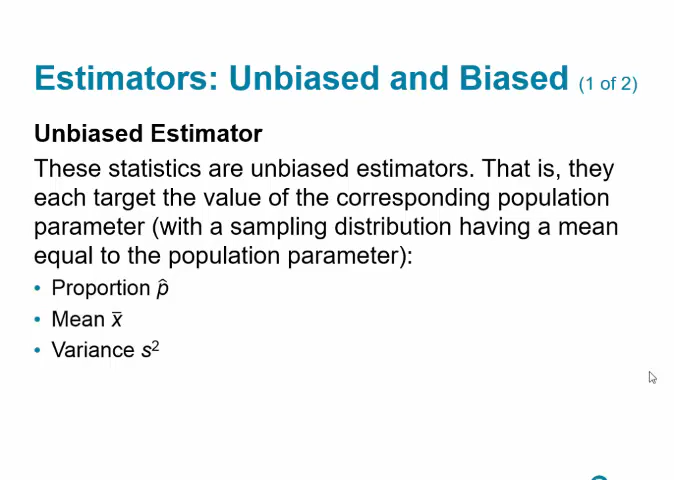 Estimators: Unbiased and Biased (1 of 2)
Unbiased Estimator
These statistics are unbiased estimators. That is, they
each target the value of the corresponding population
parameter (with a sampling distribution having a mean
equal to the population parameter):
• Proportion p̂
• Mean x̄
• Variance s²